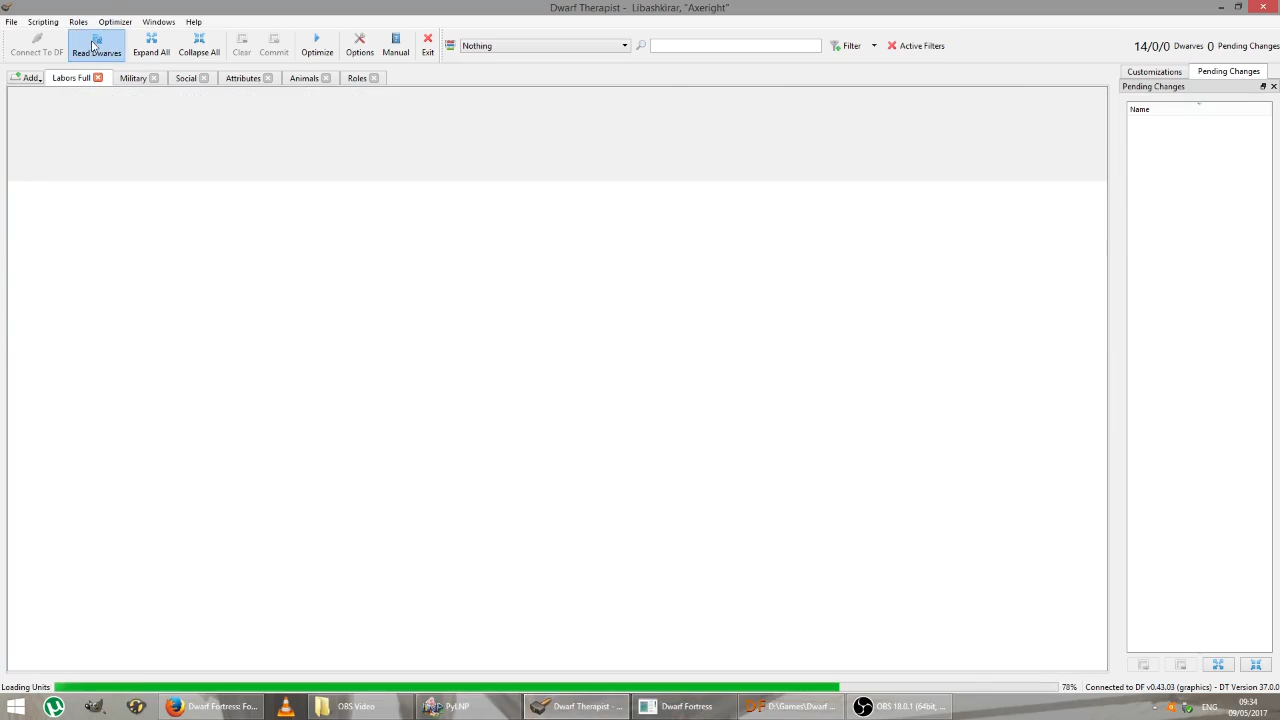 Dwarf Therapist - Libashkirar, "Axeright"
File Scripting Roles Optimizer Windows Help
Connect To DF Read Dwarves Expand All Collapse All Clear Commit Optimize Options Manual Exit Nothing Filter Active Filters 14/0/0 Dwarves 0 Pending Changes
Add... Labors Full Military Social Attributes Animals Roles Customizations Pending Changes
Pending Changes
Name
Loading Units 78% Connected to DF v0.43.03 (graphics) - DT Version 37.0.0
Dwarf Fortress: Fo... OBS Video PyLNP Dwarf Therapist - ... Dwarf Fortress D:\Games\Dwarf ... OBS 18.0.1 (64bit, ... ENG 09:34
09/05/2017